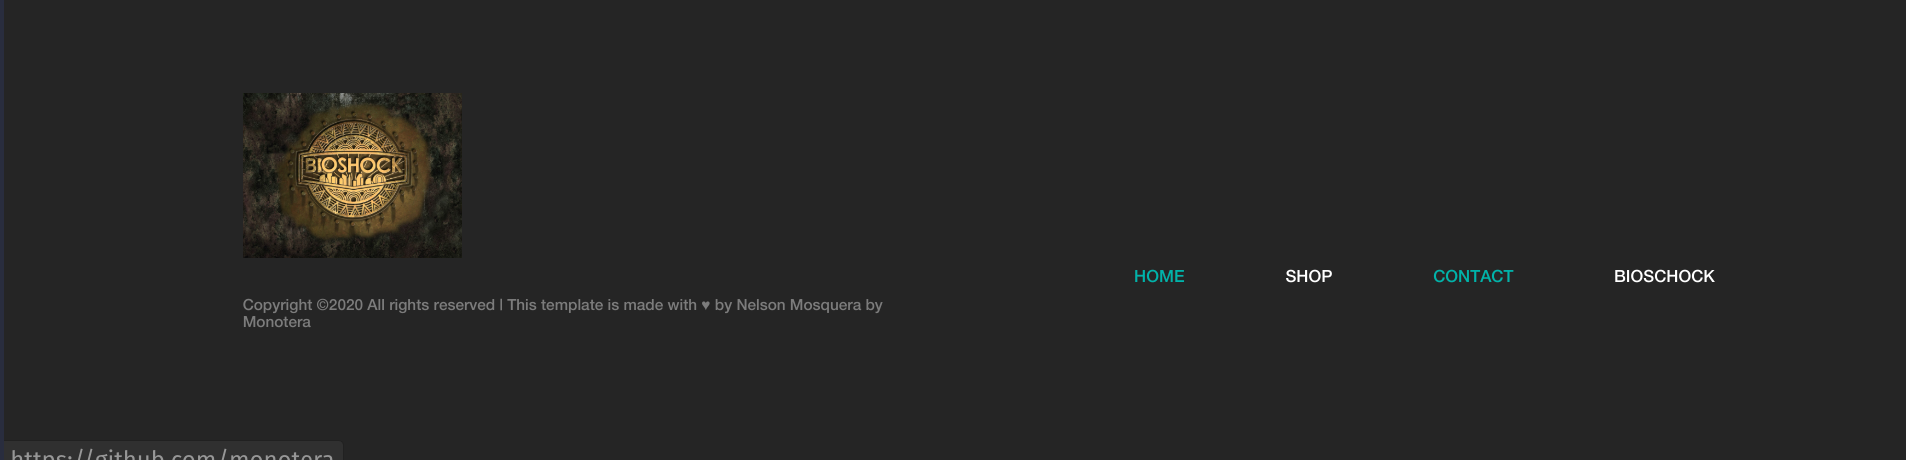 BIOSHOCK
HOME
SHOP
CONTACT
BIOSCHOCK
Copyright ©2020 All rights reserved | This template is made with ♥ by Nelson Mosquera by
Monotera
https://github.com/monotera